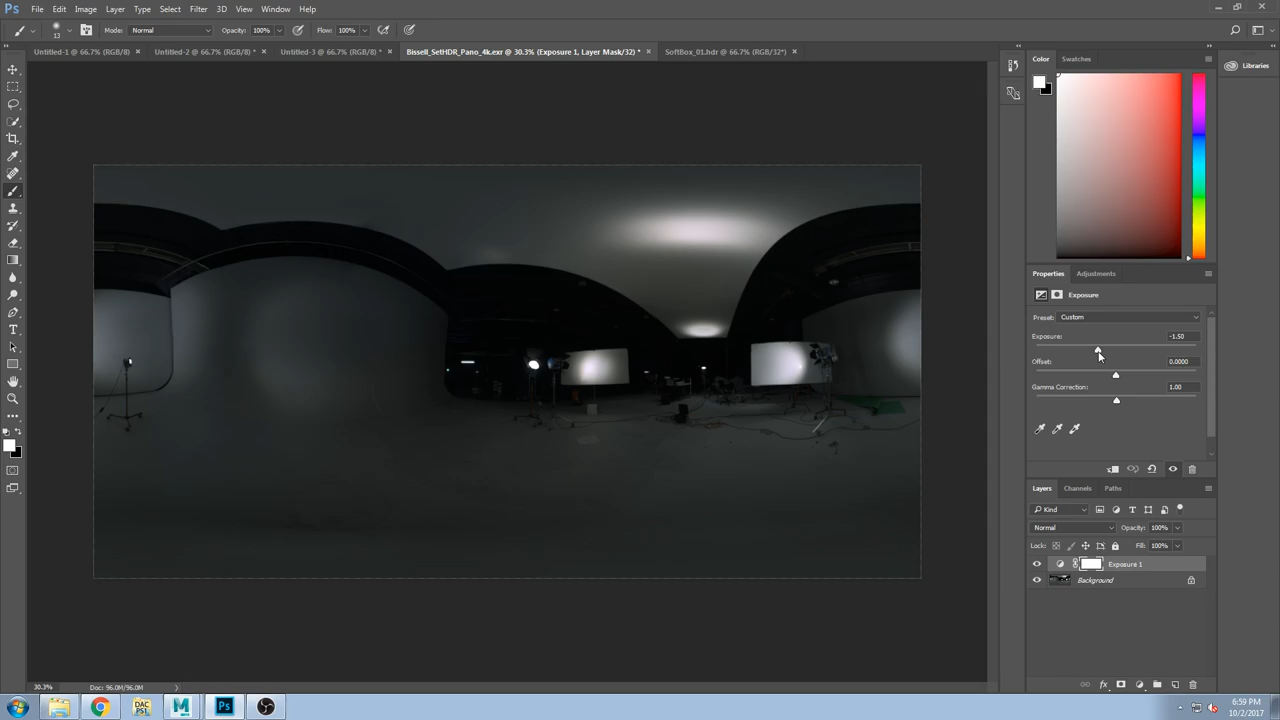 Ps File Edit Image Layer Type Select Filter 3D View Window Help
13 Mode: Normal Opacity: 100% Flow: 100%
Untitled-1 @ 66.7% (RGB/8) Untitled-2 @ 66.7% (RGB/8) * Untitled-3 @ 66.7% (RGB/8) * Bissell_SetHDR_Pano_4k.exr @ 30.3% (Exposure 1, Layer Mask/32) * SoftBox_01.hdr @ 66.7% (RGB/32*)
Color Swatches
Libraries
Properties Adjustments
Exposure
Preset: Custom
Exposure: -1.50
Offset: 0.0000
Gamma Correction: 1.00
Layers Channels Paths
Kind
Normal Opacity: 100%
Lock: Fill: 100%
Exposure 1
Background
30.3% Doc: 96.0M/96.0M
DAC PS1 M Ps
6:59 PM
10/2/2017